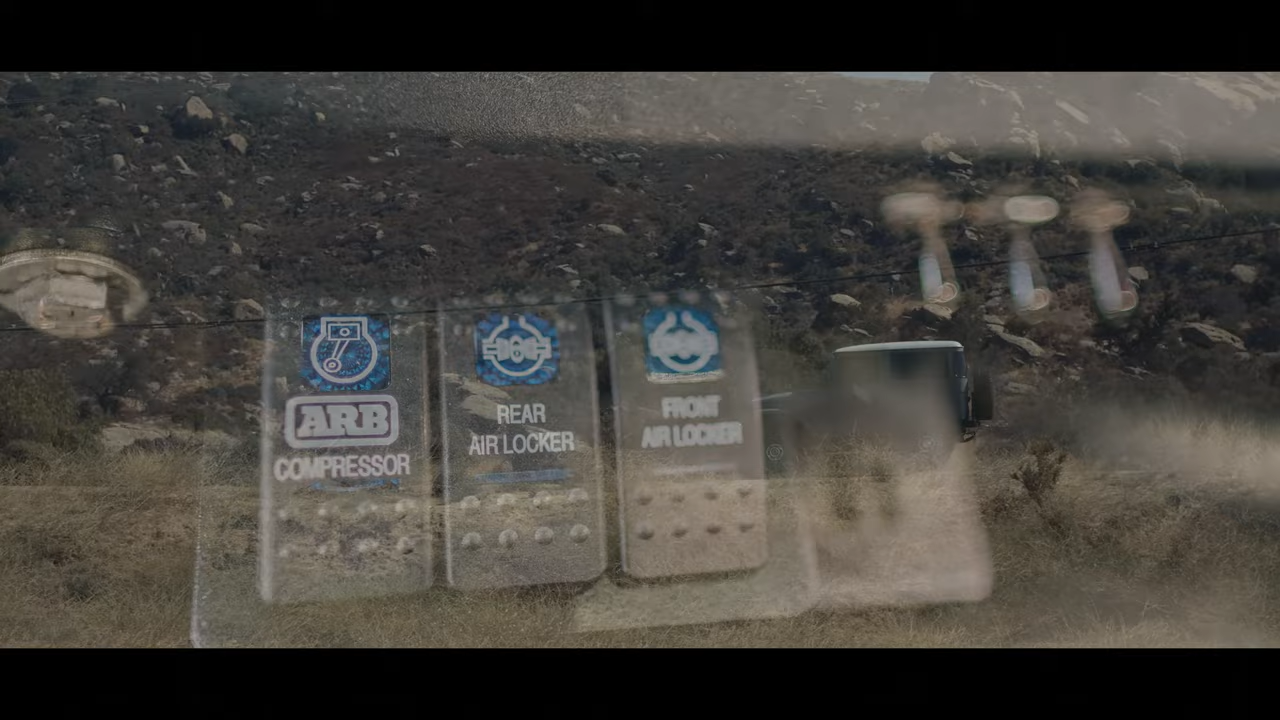 ARB
COMPRESSOR
REAR
AIR LOCKER
FRONT
AIR LOCKER